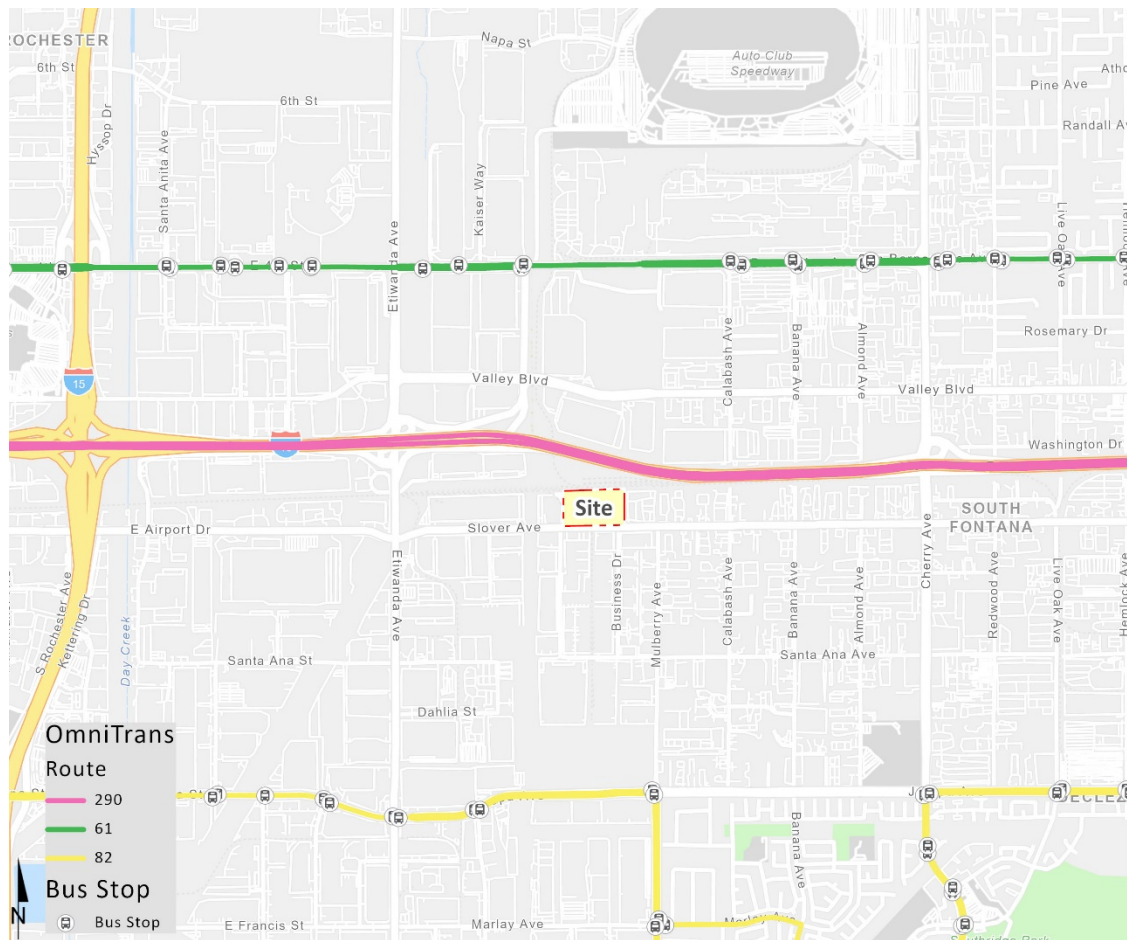 ROCHESTER
Napa St
6th St
Hyssop Dr
Santa Anita Ave
6th St
Kaiser Way
Etiwanda Ave
Auto Club
Speedway
Pine Ave
Randall
Live Oak Ave
Rosemary Dr
Calabash Ave
Banana Ave
Almond Ave
15
Valley Blvd
Valley Blvd
Washington Dr
Site
E Airport Dr
Slover Ave
SOUTH
FONTANA
Cherry Ave
Etiwanda Ave
Business Dr
Mulberry Ave
Calabash Ave
Banana Ave
Almond Ave
Redwood Ave
Live Oak Ave
Hemlock Ave
S Rochester Ave
Kettering Dr
Day Creek
Santa Ana St
Santa Ana Ave
Dahlia St
Banana Ave
E Francis St
Marlay Ave
Marlay Ave
Southridge Park
OmniTrans
Route
290
61
82
Bus Stop
Bus Stop
N